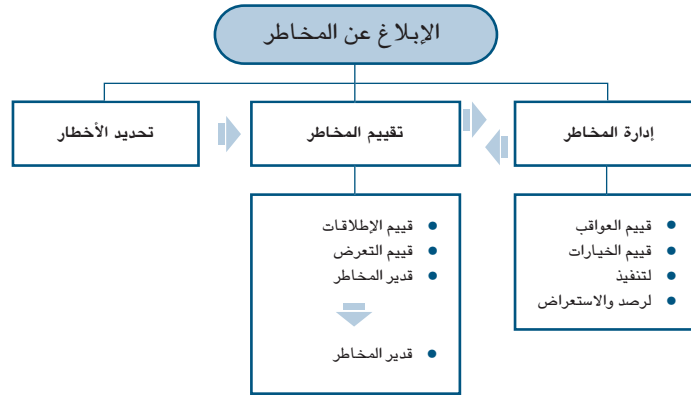 الإبلاغ عن المخاطر
إدارة المخاطر
تقييم المخاطر
تحديد الأخطار
قييم العواقب
قييم الخيارات
لتنفيذ
لرصد والاستعراض
قييم الإطلاقات
قييم التعرض
قدير المخاطر
قدير المخاطر